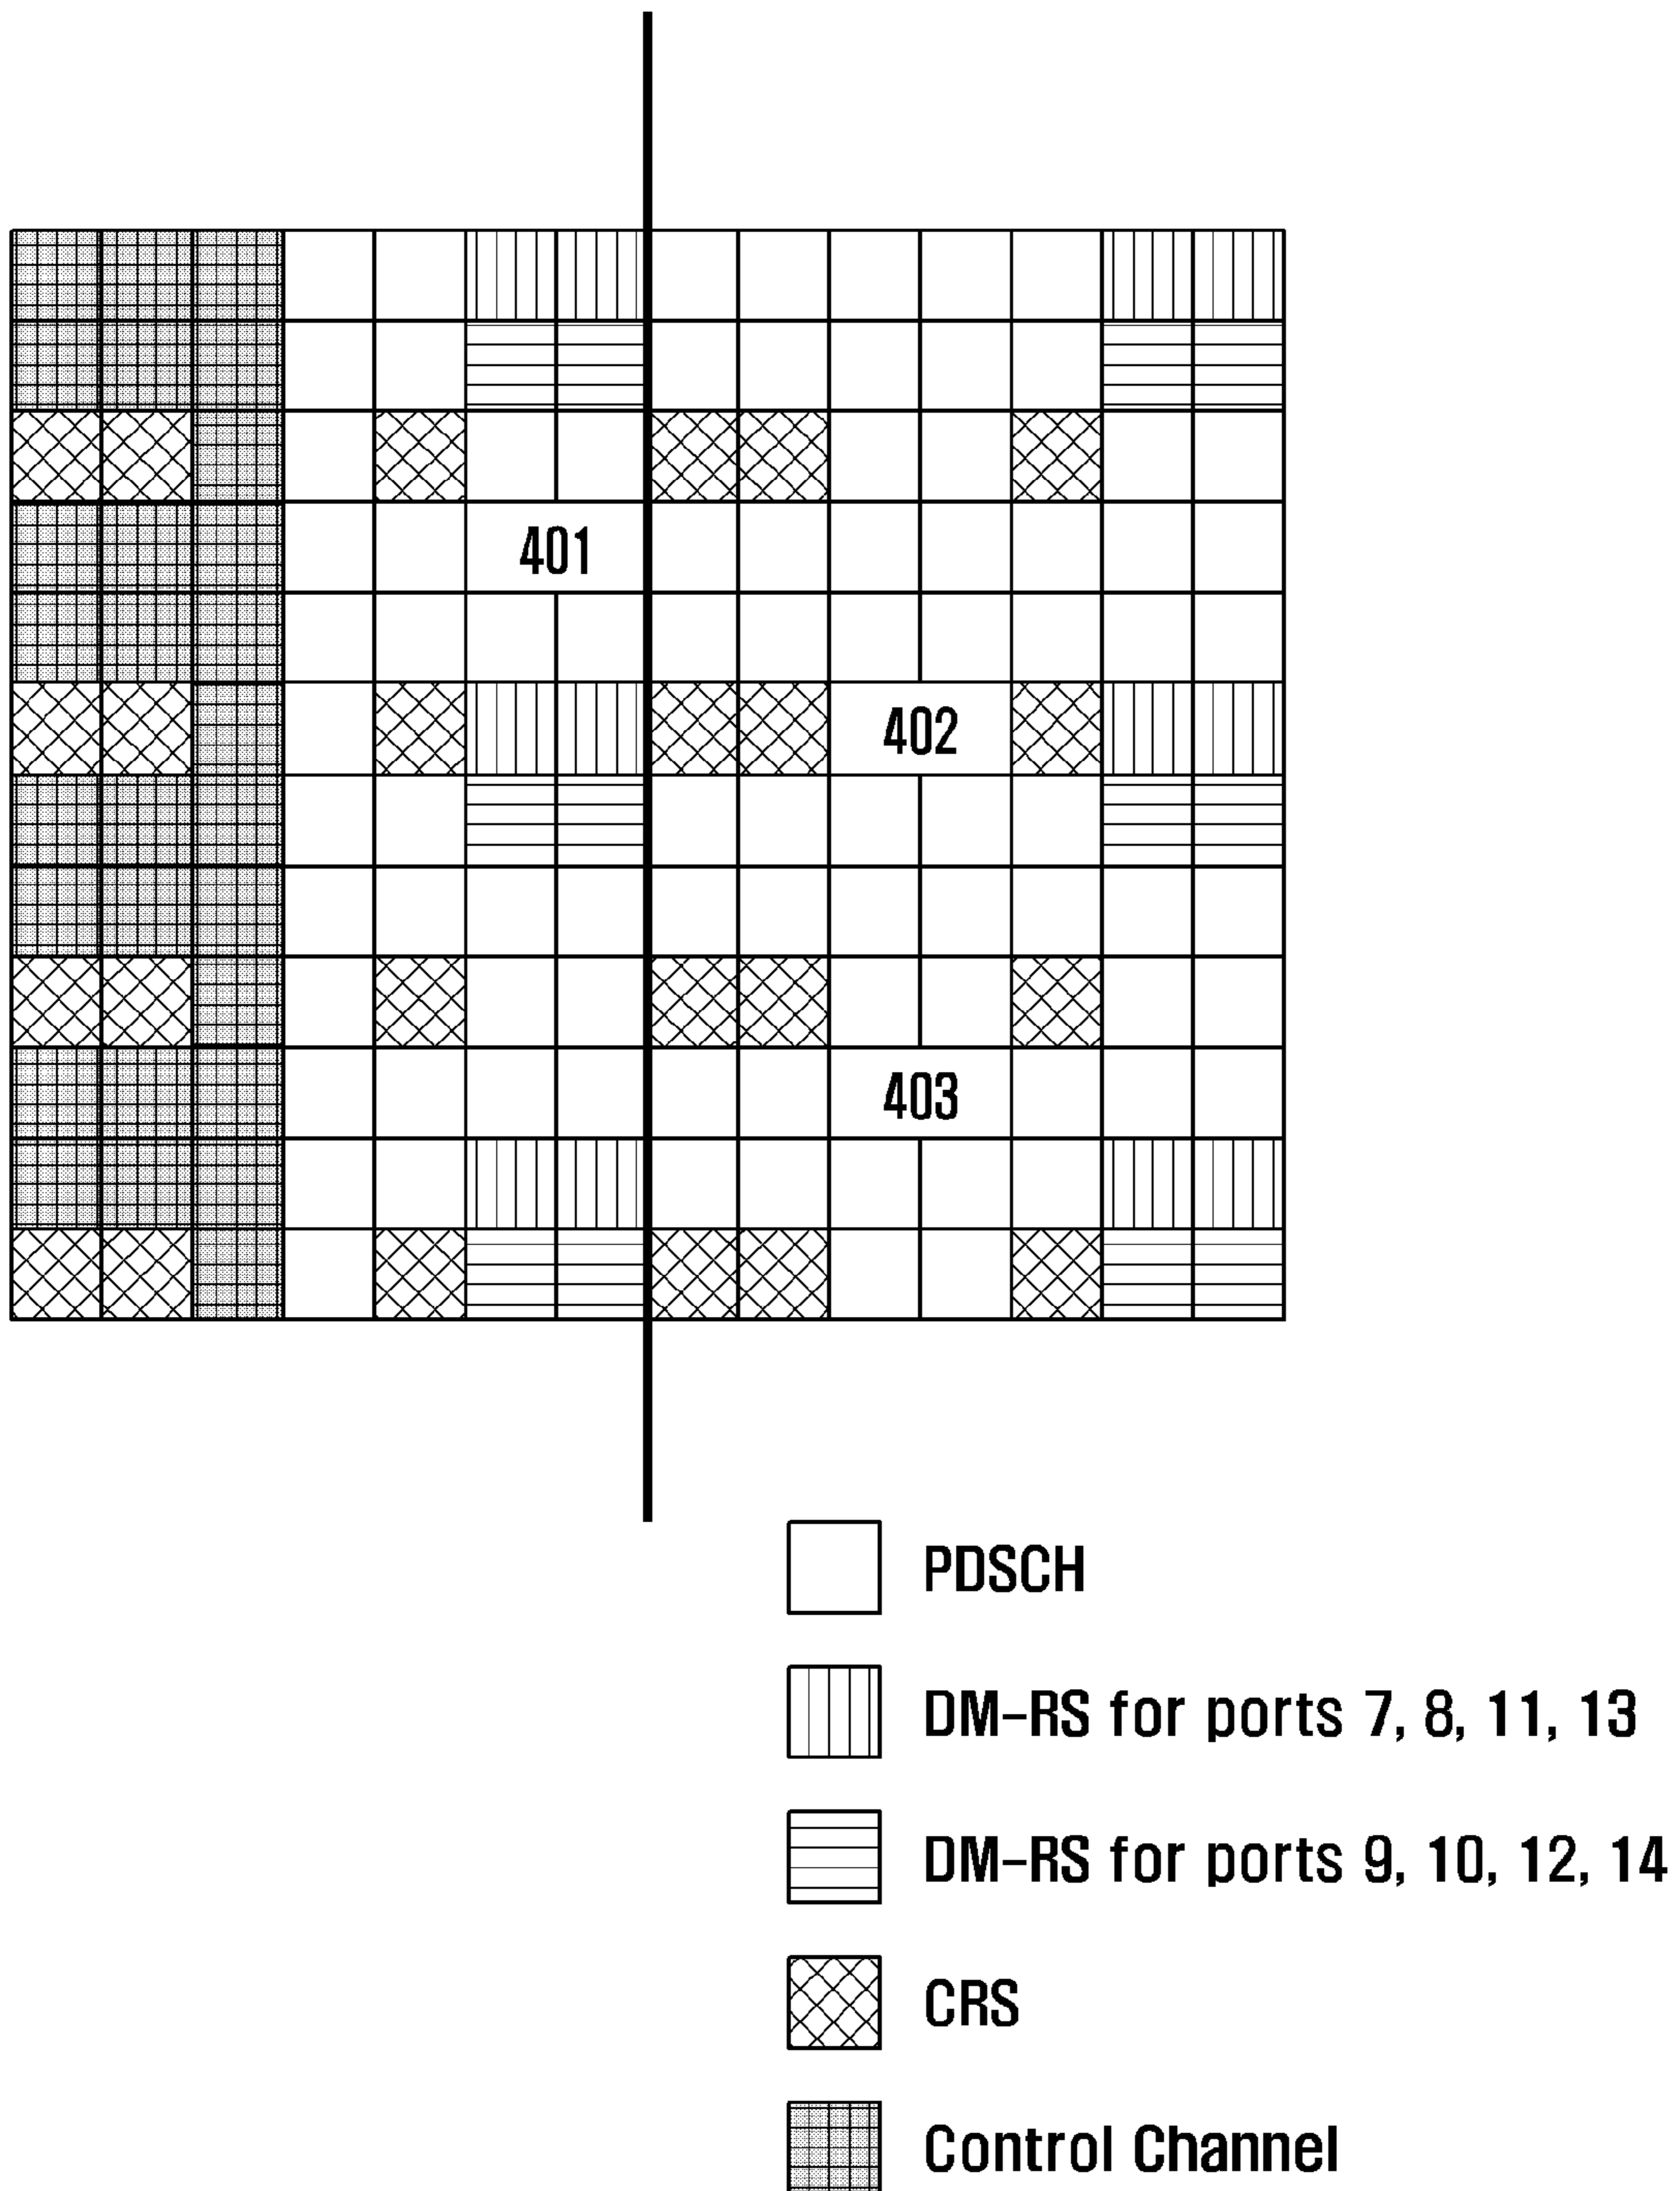 401
402
403
PDSCH
DM-RS for ports 7, 8, 11, 13
DM-RS for ports 9, 10, 12, 14
CRS
Control Channel